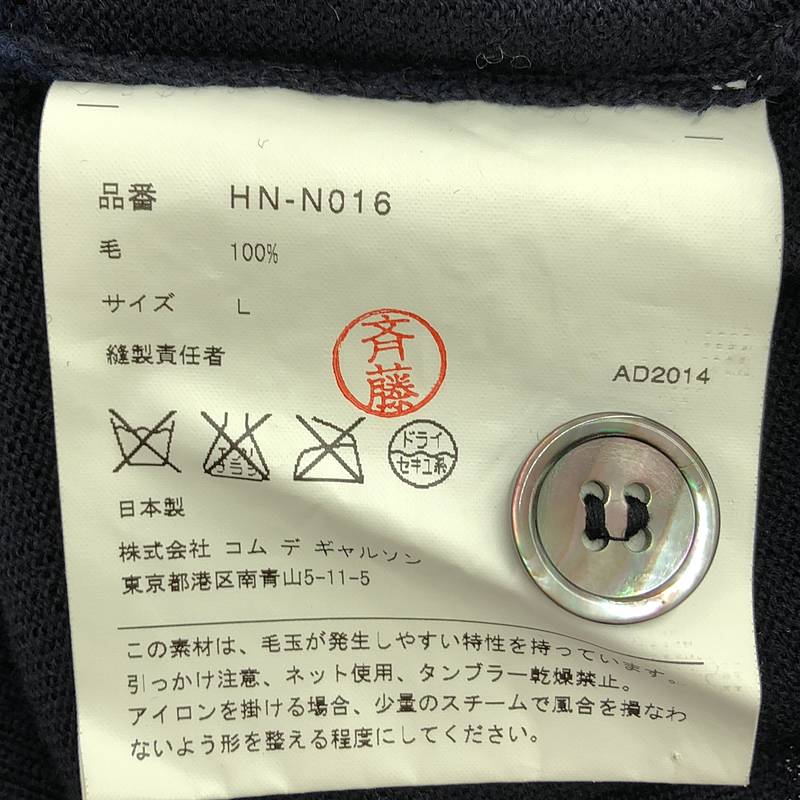 品番 HN-N016
毛 100%
サイズ L
縫製責任者
斉藤
AD2014
ドライ
セキユ系
日本製
株式会社 コム デ ギャルソン
東京都港区南青山5-11-5
この素材は、毛玉が発生しやすい特性を持っています。
引っかけ注意、ネット使用、タンブラー乾燥禁止。
アイロンを掛ける場合、少量のスチームで風合を損なわ
ないよう形を整える程度にしてください。